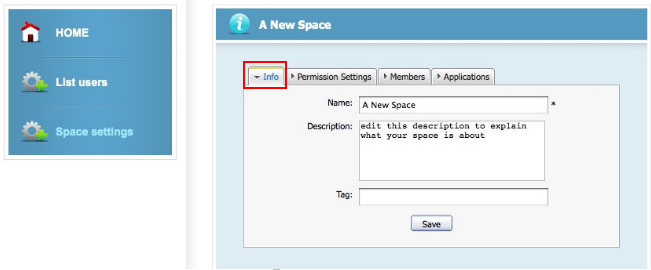 HOME
List users
Space settings
A New Space
Info Permission Settings Members Applications
Name: A New Space *
Description: edit this description to explain
what your space is about
Tag:
Save